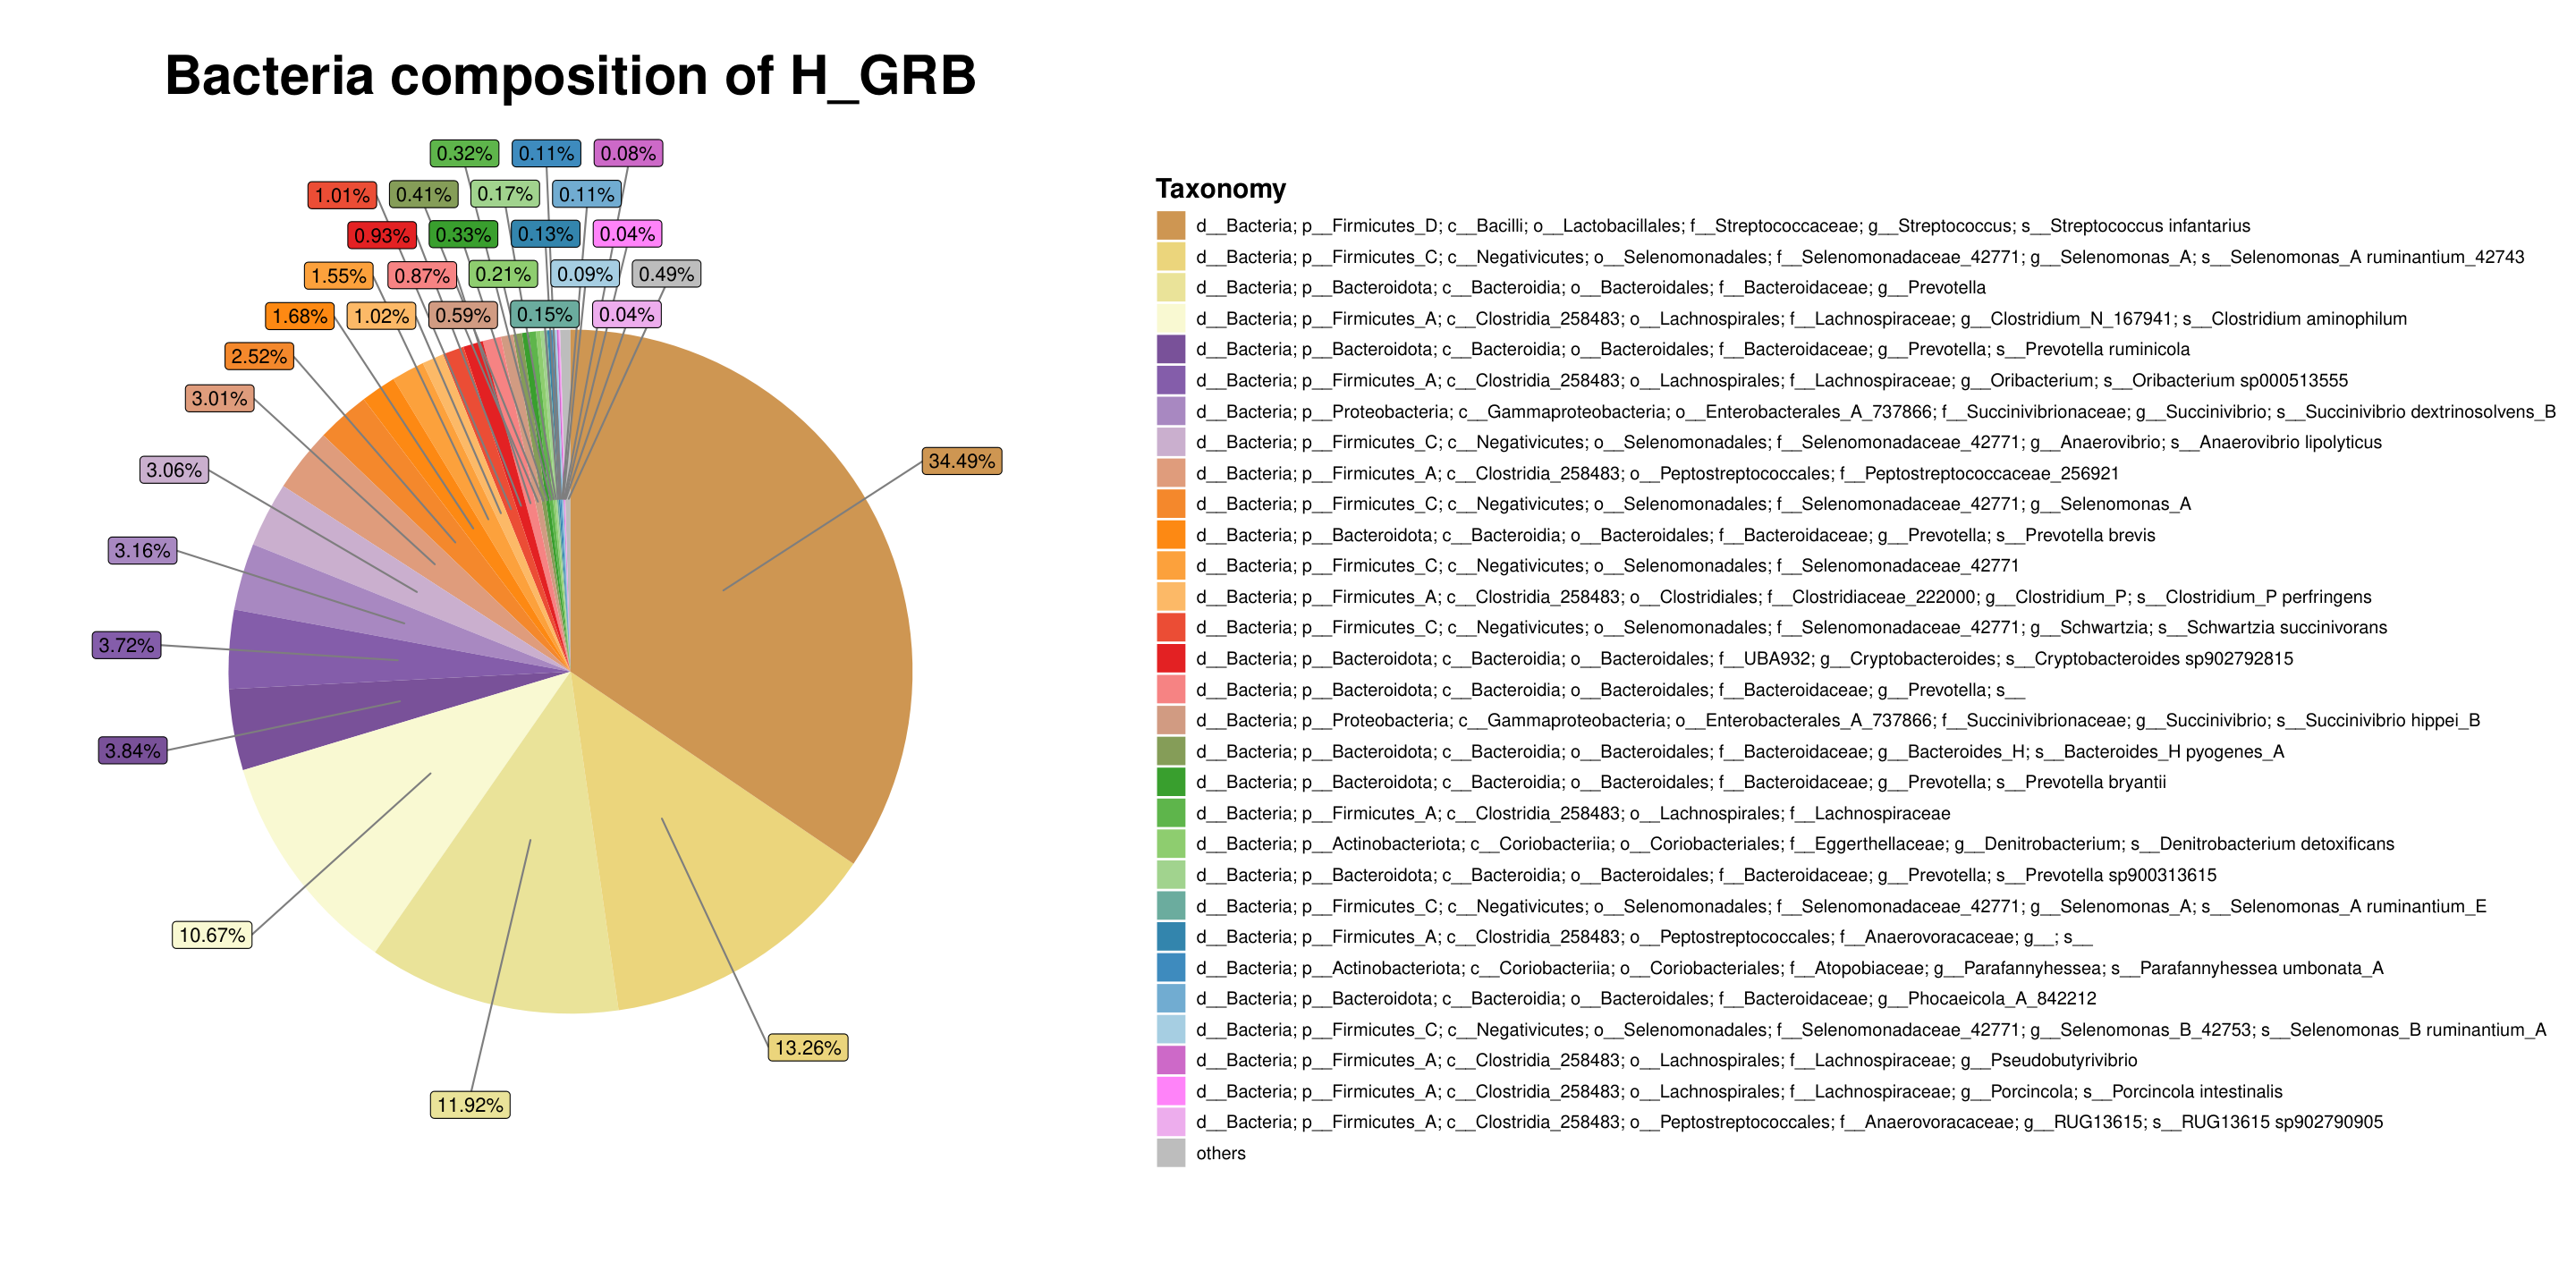 Bacteria composition of H_GRB
0.32% 0.11% 0.08%
1.01% 0.41% 0.17% 0.11%
0.93% 0.33% 0.13% 0.04%
1.55% 0.87% 0.21% 0.09% 0.49%
1.68% 1.02% 0.59% 0.15% 0.04%
2.52%
3.01%
34.49%
3.06%
3.16%
3.72%
3.84%
10.67%
13.26%
11.92%
Taxonomy
d__Bacteria; p__Firmicutes_D; c__Bacilli; o__Lactobacillales; f__Streptococcaceae; g__Streptococcus; s__Streptococcus infantarius
d__Bacteria; p__Firmicutes_C; c__Negativicutes; o__Selenomonadales; f__Selenomonadaceae_42771; g__Selenomonas_A; s__Selenomonas_A ruminantium_42743
d__Bacteria; p__Bacteroidota; c__Bacteroidia; o__Bacteroidales; f__Bacteroidaceae; g__Prevotella
d__Bacteria; p__Firmicutes_A; c__Clostridia_258483; o__Lachnospirales; f__Lachnospiraceae; g__Clostridium_N_167941; s__Clostridium aminophilum
d__Bacteria; p__Bacteroidota; c__Bacteroidia; o__Bacteroidales; f__Bacteroidaceae; g__Prevotella; s__Prevotella ruminicola
d__Bacteria; p__Firmicutes_A; c__Clostridia_258483; o__Lachnospirales; f__Lachnospiraceae; g__Oribacterium; s__Oribacterium sp000513555
d__Bacteria; p__Proteobacteria; c__Gammaproteobacteria; o__Enterobacterales_A_737866; f__Succinivibrionaceae; g__Succinivibrio; s__Succinivibrio dextrinosolvens_B
d__Bacteria; p__Firmicutes_C; c__Negativicutes; o__Selenomonadales; f__Selenomonadaceae_42771; g__Anaerovibrio; s__Anaerovibrio lipolyticus
d__Bacteria; p__Firmicutes_A; c__Clostridia_258483; o__Peptostreptococcales; f__Peptostreptococcaceae_256921
d__Bacteria; p__Firmicutes_C; c__Negativicutes; o__Selenomonadales; f__Selenomonadaceae_42771; g__Selenomonas_A
d__Bacteria; p__Bacteroidota; c__Bacteroidia; o__Bacteroidales; f__Bacteroidaceae; g__Prevotella; s__Prevotella brevis
d__Bacteria; p__Firmicutes_C; c__Negativicutes; o__Selenomonadales; f__Selenomonadaceae_42771
d__Bacteria; p__Firmicutes_A; c__Clostridia_258483; o__Clostridiales; f__Clostridiaceae_222000; g__Clostridium_P; s__Clostridium_P perfringens
d__Bacteria; p__Firmicutes_C; c__Negativicutes; o__Selenomonadales; f__Selenomonadaceae_42771; g__Schwartzia; s__Schwartzia succinivorans
d__Bacteria; p__Bacteroidota; c__Bacteroidia; o__Bacteroidales; f__UBA932; g__Cryptobacteroides; s__Cryptobacteroides sp902792815
d__Bacteria; p__Bacteroidota; c__Bacteroidia; o__Bacteroidales; f__Bacteroidaceae; g__Prevotella; s__
d__Bacteria; p__Proteobacteria; c__Gammaproteobacteria; o__Enterobacterales_A_737866; f__Succinivibrionaceae; g__Succinivibrio; s__Succinivibrio hippei_B
d__Bacteria; p__Bacteroidota; c__Bacteroidia; o__Bacteroidales; f__Bacteroidaceae; g__Bacteroides_H; s__Bacteroides_H pyogenes_A
d__Bacteria; p__Bacteroidota; c__Bacteroidia; o__Bacteroidales; f__Bacteroidaceae; g__Prevotella; s__Prevotella bryantii
d__Bacteria; p__Firmicutes_A; c__Clostridia_258483; o__Lachnospirales; f__Lachnospiraceae
d__Bacteria; p__Actinobacteriota; c__Coriobacteriia; o__Coriobacteriales; f__Eggerthellaceae; g__Denitrobacterium; s__Denitrobacterium detoxificans
d__Bacteria; p__Bacteroidota; c__Bacteroidia; o__Bacteroidales; f__Bacteroidaceae; g__Prevotella; s__Prevotella sp900313615
d__Bacteria; p__Firmicutes_C; c__Negativicutes; o__Selenomonadales; f__Selenomonadaceae_42771; g__Selenomonas_A; s__Selenomonas_A ruminantium_E
d__Bacteria; p__Firmicutes_A; c__Clostridia_258483; o__Peptostreptococcales; f__Anaerovoracaceae; g__; s__
d__Bacteria; p__Actinobacteriota; c__Coriobacteriia; o__Coriobacteriales; f__Atopobiaceae; g__Parafannyhessea; s__Parafannyhessea umbonata_A
d__Bacteria; p__Bacteroidota; c__Bacteroidia; o__Bacteroidales; f__Bacteroidaceae; g__Phocaeicola_A_842212
d__Bacteria; p__Firmicutes_C; c__Negativicutes; o__Selenomonadales; f__Selenomonadaceae_42771; g__Selenomonas_B_42753; s__Selenomonas_B ruminantium_A
d__Bacteria; p__Firmicutes_A; c__Clostridia_258483; o__Lachnospirales; f__Lachnospiraceae; g__Pseudobutyrivibrio
d__Bacteria; p__Firmicutes_A; c__Clostridia_258483; o__Lachnospirales; f__Lachnospiraceae; g__Porcincola; s__Porcincola intestinalis
d__Bacteria; p__Firmicutes_A; c__Clostridia_258483; o__Peptostreptococcales; f__Anaerovoracaceae; g__RUG13615; s__RUG13615 sp902790905
others